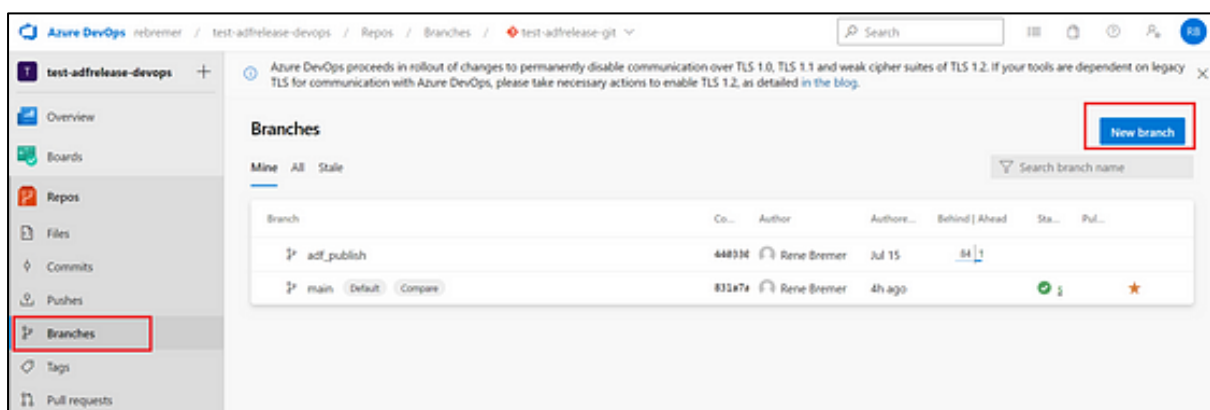 Azure DevOps rebremer / test-adfrelease-devops / Repos / Branches / test-adfrelease-git
Search
RB
T test-adfrelease-devops +
Azure DevOps proceeds in rollout of changes to permanently disable communication over TLS 1.0, TLS 1.1 and weak cipher suites of TLS 1.2. If your tools are dependent on legacy
TLS for communication with Azure DevOps, please take necessary actions to enable TLS 1.2, as detailed in the blog.
Overview
Boards
Repos
Files
Commits
Pushes
Branches
Tags
Pull requests
Branches
New branch
Mine All Stale
Search branch name
Branch Co... Author Authore... Behind | Ahead Sta... Pul...
adf_publish Rene Bremer Jul 15 84 | 1
main Default Compare 831e7e Rene Bremer 4h ago